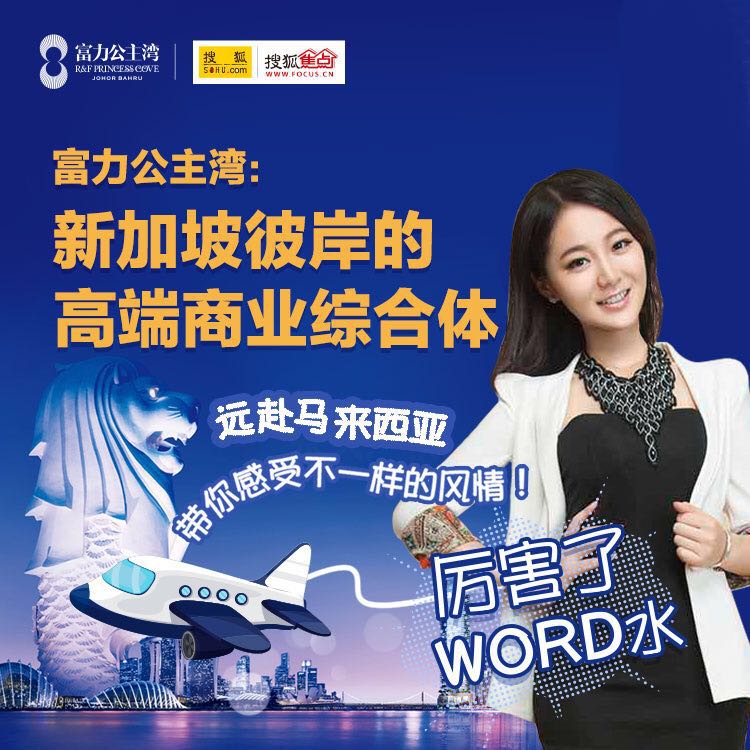 富力公主湾
R&F PRINCESS COVE
JOHOR BAHRU
搜狐
SOHU.com
搜狐焦点
WWW.FOCUS.CN
富力公主湾:
新加坡彼岸的
高端商业综合体
远赴马来西亚
带你感受不一样的风情！
厉害了
WORD水